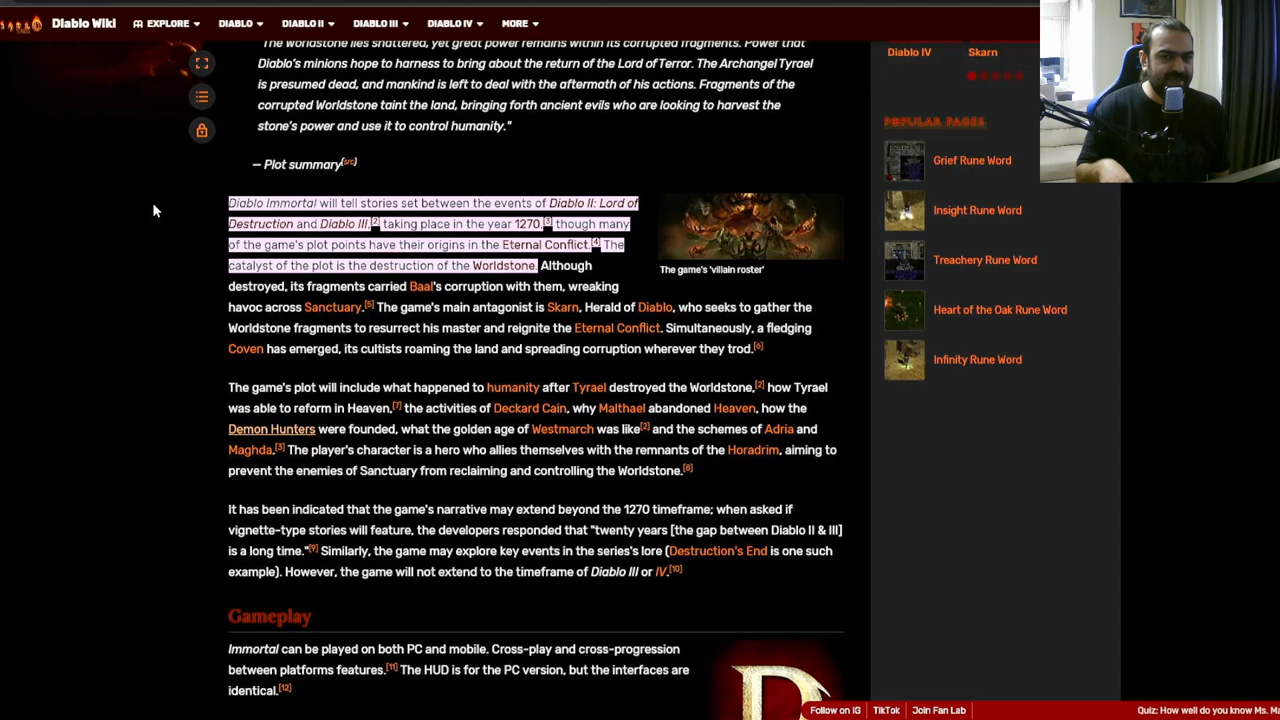 Diablo Wiki
EXPLORE
DIABLO
DIABLO II
DIABLO III
DIABLO IV
MORE
"The Worldstone lies shattered, yet great power remains within its corrupted fragments. Power that
Diablo's minions hope to harness to bring about the return of the Lord of Terror. The Archangel Tyrael
is presumed dead, and mankind is left to deal with the aftermath of his actions. Fragments of the
corrupted Worldstone taint the land, bringing forth ancient evils who are looking to harvest the
stone's power and use it to control humanity."
— Plot summary(src)
Diablo Immortal will tell stories set between the events of Diablo II: Lord of
Destruction and Diablo III,[2] taking place in the year 1270,[3] though many
of the game's plot points have their origins in the Eternal Conflict.[4] The
catalyst of the plot is the destruction of the Worldstone. Although
destroyed, its fragments carried Baal's corruption with them, wreaking
havoc across Sanctuary.[5] The game's main antagonist is Skarn, Herald of Diablo, who seeks to gather the
Worldstone fragments to resurrect his master and reignite the Eternal Conflict. Simultaneously, a fledging
Coven has emerged, its cultists roaming the land and spreading corruption wherever they trod.[6]
The game's 'villain roster'
The game's plot will include what happened to humanity after Tyrael destroyed the Worldstone,[2] how Tyrael
was able to reform in Heaven,[7] the activities of Deckard Cain, why Malthael abandoned Heaven, how the
Demon Hunters were founded, what the golden age of Westmarch was like[2] and the schemes of Adria and
Maghda.[3] The player's character is a hero who allies themselves with the remnants of the Horadrim, aiming to
prevent the enemies of Sanctuary from reclaiming and controlling the Worldstone.[8]
It has been indicated that the game's narrative may extend beyond the 1270 timeframe; when asked if
vignette-type stories will feature, the developers responded that "twenty years [the gap between Diablo II & III]
is a long time."[9] Similarly, the game may explore key events in the series's lore (Destruction's End is one such
example). However, the game will not extend to the timeframe of Diablo III or IV.[10]
Gameplay
Immortal can be played on both PC and mobile. Cross-play and cross-progression
between platforms features.[11] The HUD is for the PC version, but the interfaces are
identical.[12]
Diablo IV
Skarn
POPULAR PAGES
Grief Rune Word
Insight Rune Word
Treachery Rune Word
Heart of the Oak Rune Word
Infinity Rune Word
Follow on IG
TikTok
Join Fan Lab
Quiz: How well do you know Ms. Ma